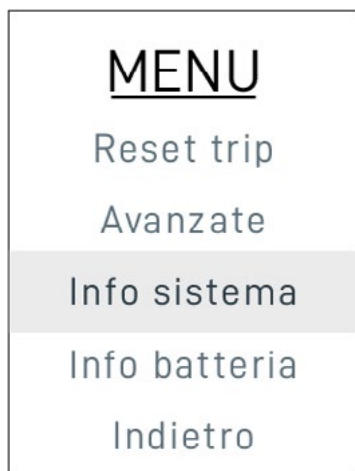 MENU
Reset trip
Avanzate
Info sistema
Info batteria
Indietro